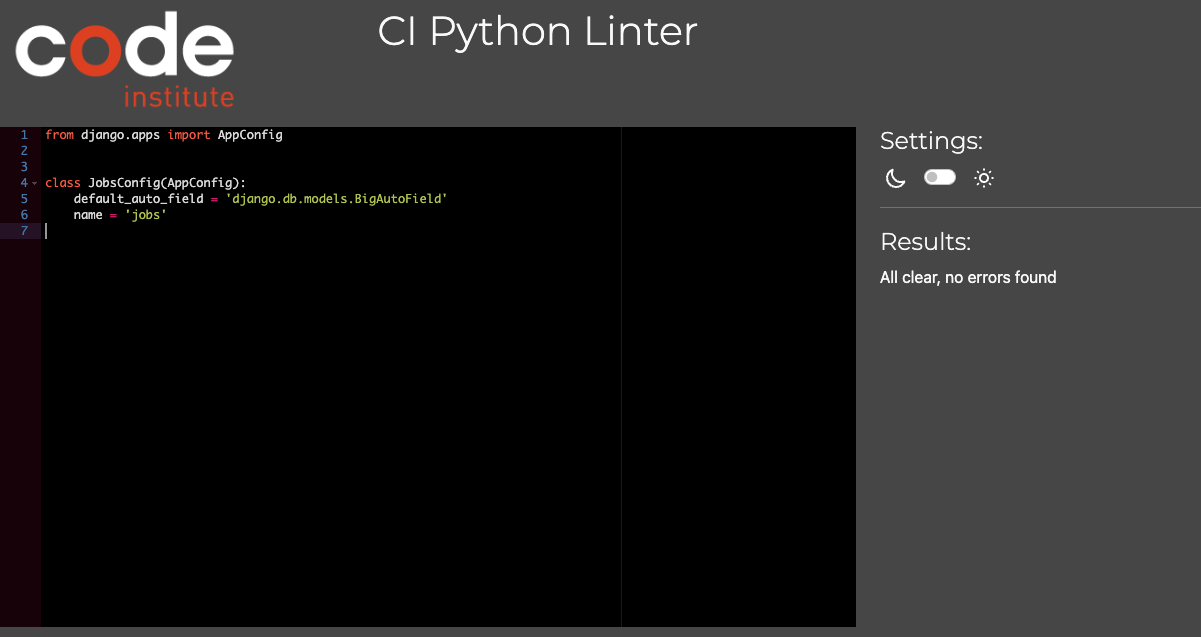 code
institute
CI Python Linter
1 from django.apps import AppConfig
2
3
4 class JobsConfig(AppConfig):
5     default_auto_field = 'django.db.models.BigAutoField'
6     name = 'jobs'
7
Settings:
Results:
All clear, no errors found